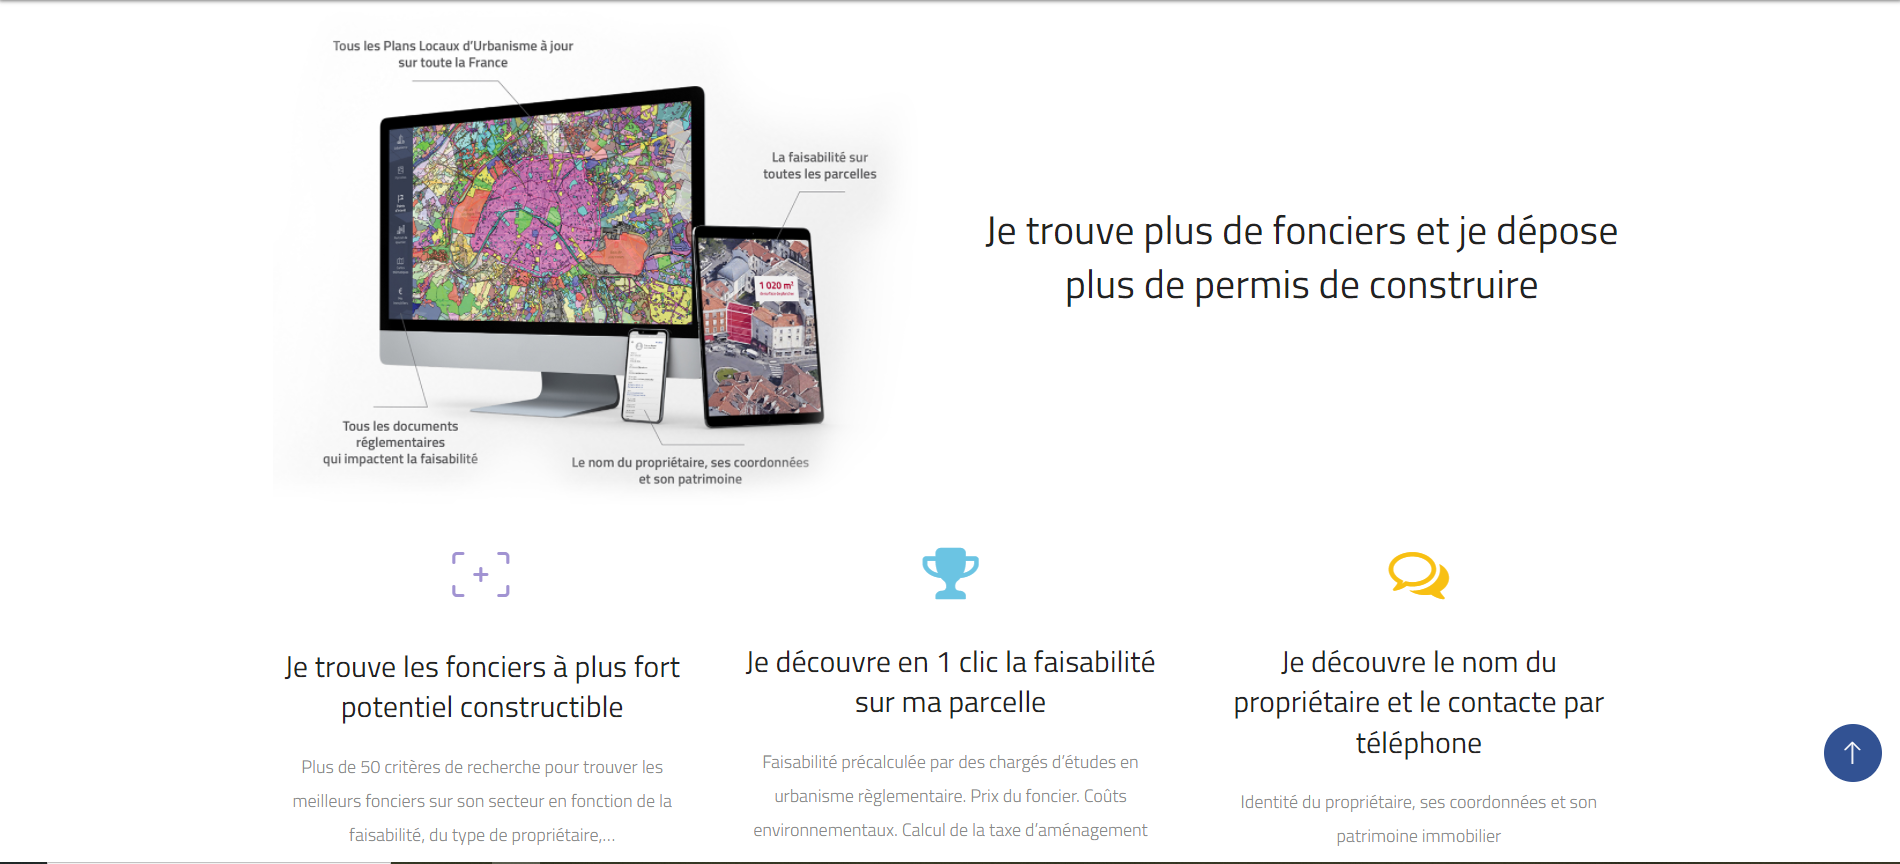 Tous les Plans Locaux d'Urbanisme à jour
sur toute la France
La faisabilité sur
toutes les parcelles
1 020 m²
Tous les documents
réglementaires
qui impactent la faisabilité
Le nom du propriétaire, ses coordonnées
et son patrimoine
Je trouve plus de fonciers et je dépose
plus de permis de construire
Je trouve les fonciers à plus fort
potentiel constructible
Plus de 50 critères de recherche pour trouver les
meilleurs fonciers sur son secteur en fonction de la
faisabilité, du type de propriétaire,...
Je découvre en 1 clic la faisabilité
sur ma parcelle
Faisabilité précalculée par des chargés d'études en
urbanisme règlementaire. Prix du foncier. Coûts
environnementaux. Calcul de la taxe d'aménagement
Je découvre le nom du
propriétaire et le contacte par
téléphone
Identité du propriétaire, ses coordonnées et son
patrimoine immobilier